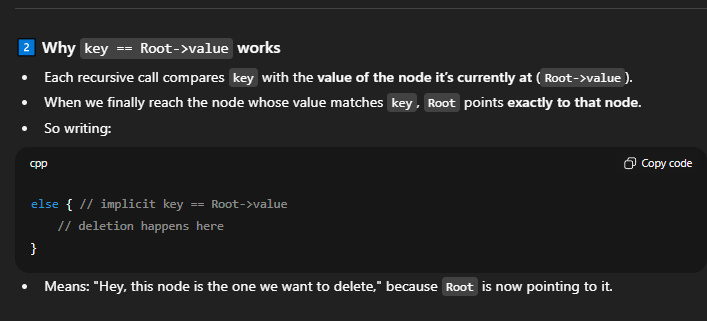 2 Why key == Root->value works
Each recursive call compares key with the value of the node it’s currently at (Root->value).
When we finally reach the node whose value matches key, Root points exactly to that node.
So writing:
cpp
Copy code
else { // implicit key == Root->value
// deletion happens here
}
Means: "Hey, this node is the one we want to delete," because Root is now pointing to it.